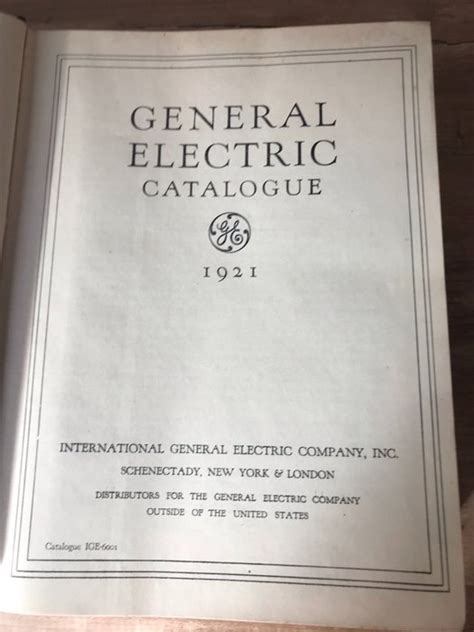 GENERAL
ELECTRIC
CATALOGUE
GE
1921
INTERNATIONAL GENERAL ELECTRIC COMPANY, INC.
SCHENECTADY, NEW YORK & LONDON
DISTRIBUTORS FOR THE GENERAL ELECTRIC COMPANY
OUTSIDE OF THE UNITED STATES
Catalogue IGE-6001